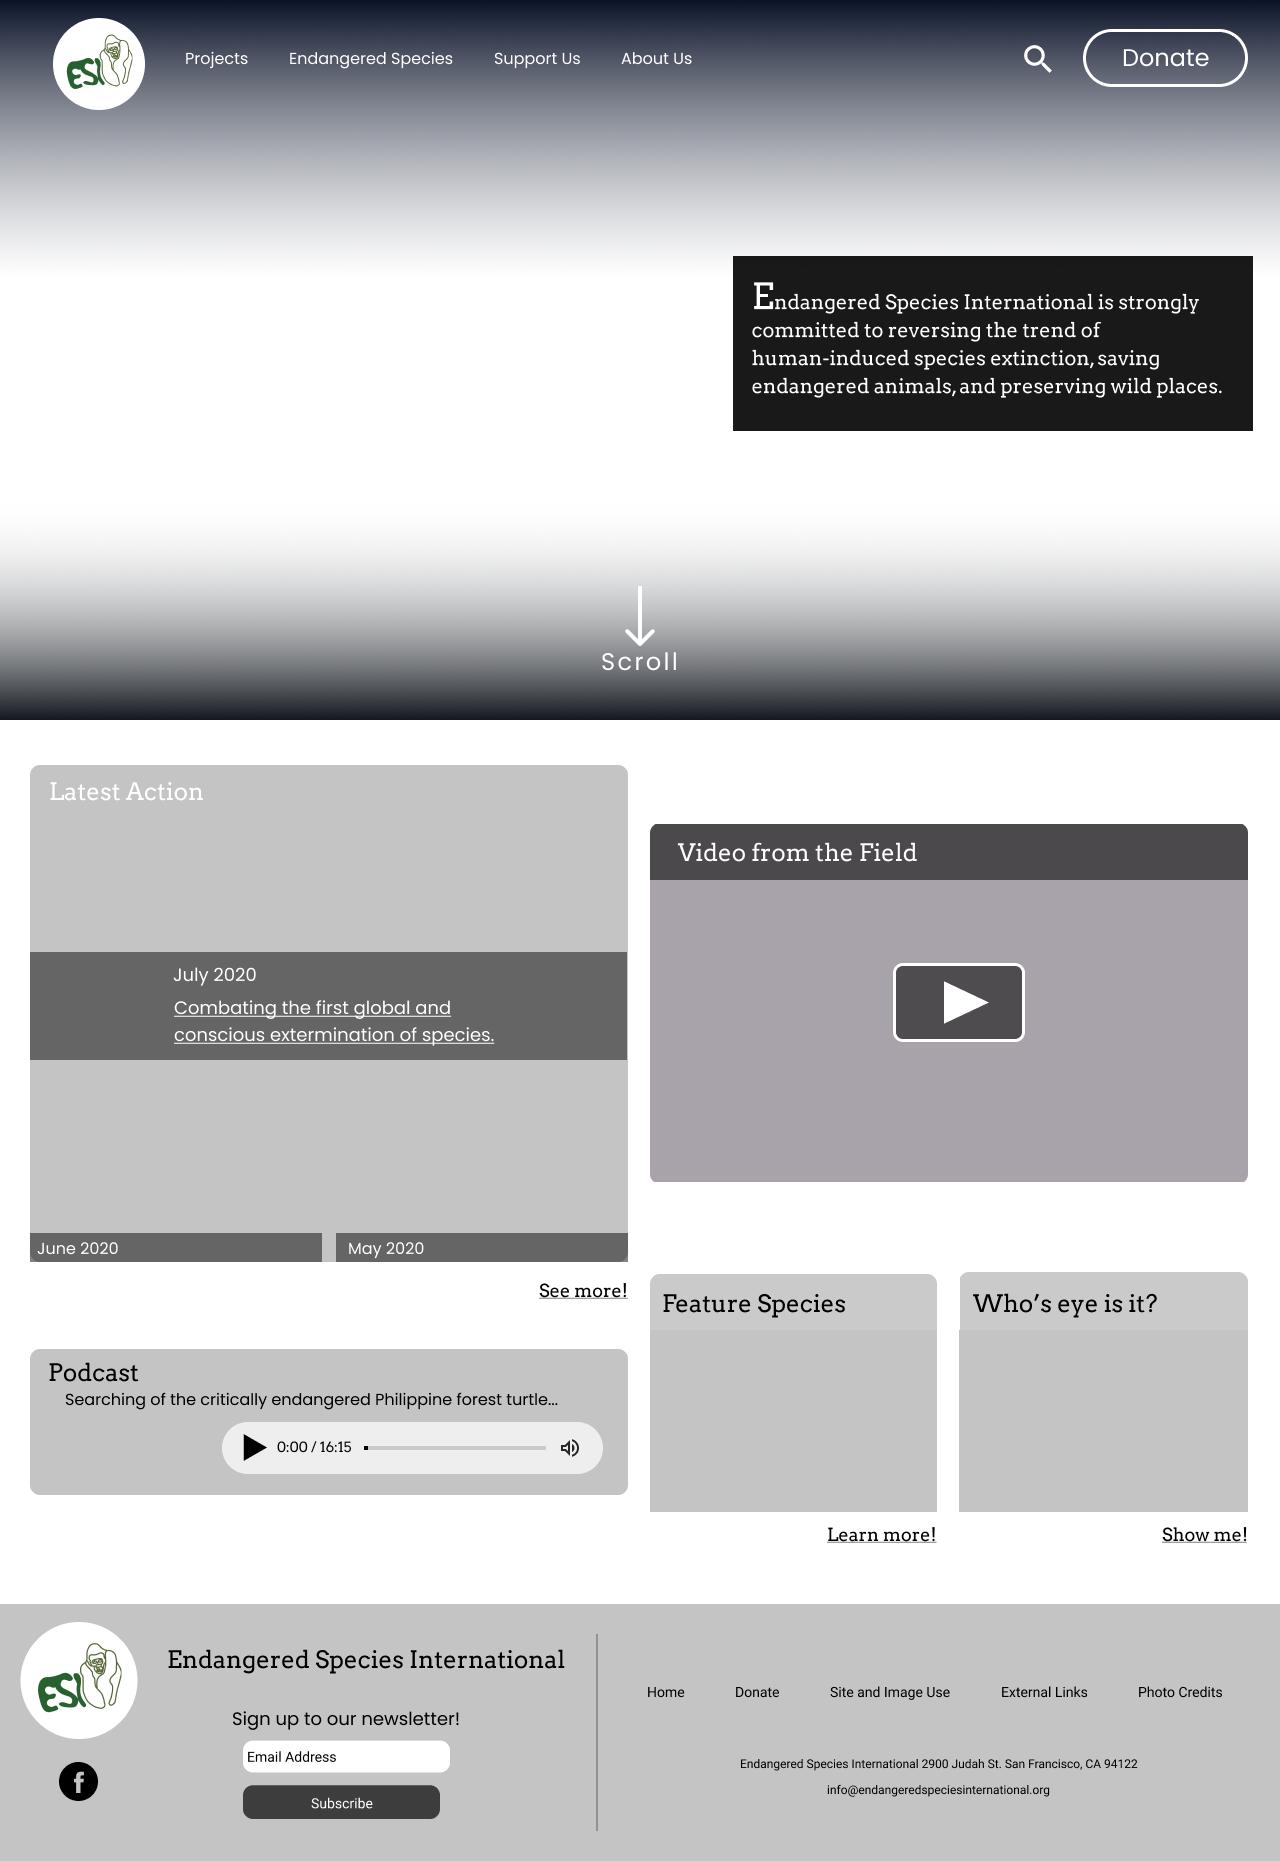 ESI
Projects
Endangered Species
Support Us
About Us
Donate
Endangered Species International is strongly
committed to reversing the trend of
human-induced species extinction, saving
endangered animals, and preserving wild places.
Scroll
Latest Action
July 2020
Combating the first global and
conscious extermination of species.
June 2020
May 2020
See more!
Video from the Field
Podcast
Searching of the critically endangered Philippine forest turtle...
0:00 / 16:15
Feature Species
Learn more!
Who's eye is it?
Show me!
ESI
Endangered Species International
Sign up to our newsletter!
Email Address
Subscribe
Home
Donate
Site and Image Use
External Links
Photo Credits
Endangered Species International 2900 Judah St. San Francisco, CA 94122
info@endangeredspeciesinternational.org